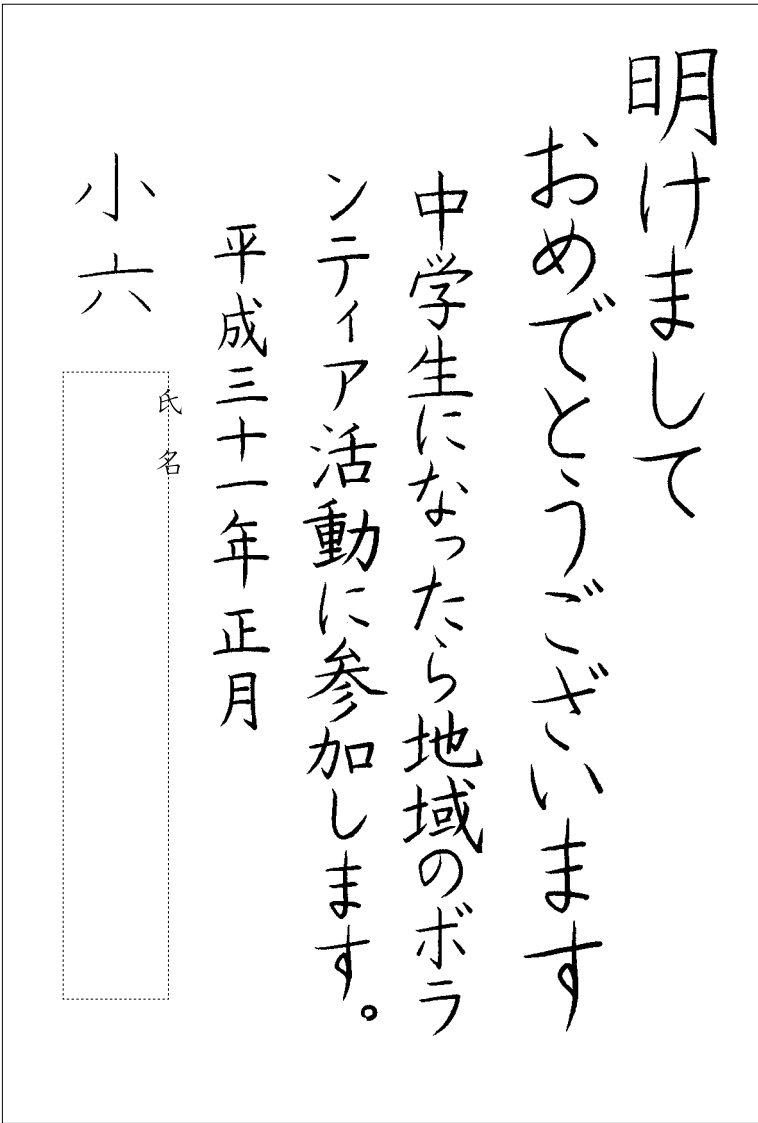 明けまして
おめでとうございます
中学生になったら地域のボラ
ンティア活動に参加します。
平成三十一年正月
小六
氏名